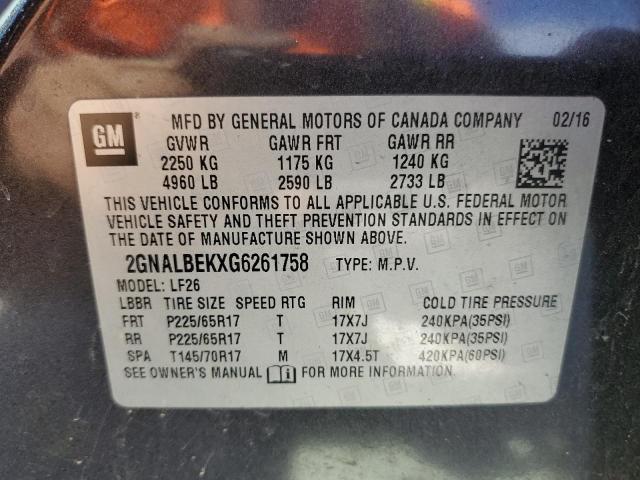 GM MFD BY GENERAL MOTORS OF CANADA COMPANY 02/16
GVWR GAWR FRT GAWR RR
2250 KG 1175 KG 1240 KG
4960 LB 2590 LB 2733 LB
THIS VEHICLE CONFORMS TO ALL APPLICABLE U.S. FEDERAL MOTOR
VEHICLE SAFETY AND THEFT PREVENTION STANDARDS IN EFFECT ON
THE DATE OF MANUFACTURE SHOWN ABOVE.
2GNALBEKXG6261758 TYPE: M.P.V.
MODEL: LF26
LBBR TIRE SIZE SPEED RTG RIM COLD TIRE PRESSURE
FRT P225/65R17 T 17X7J 240KPA(35PSI)
RR P225/65R17 T 17X7J 240KPA(35PSI)
SPA T145/70R17 M 17X4.5T 420KPA(60PSI)
SEE OWNER'S MANUAL i FOR MORE INFORMATION